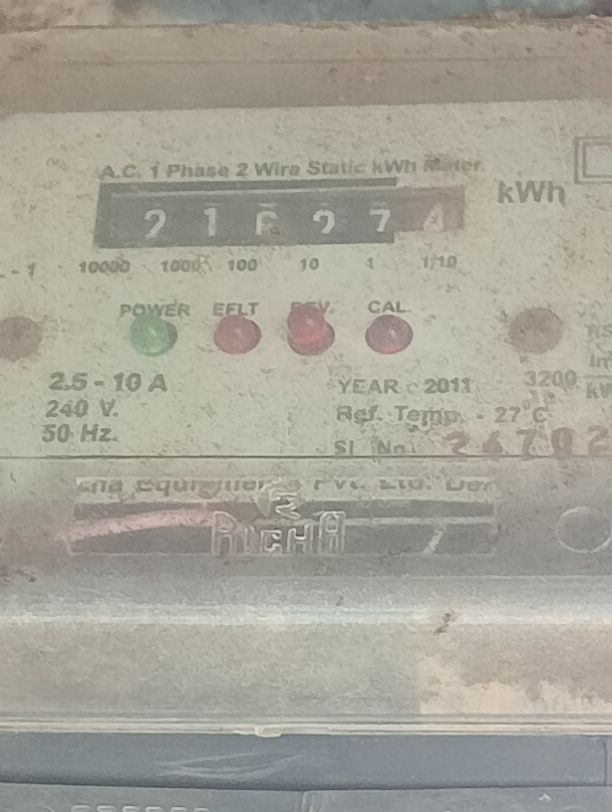 A.C. 1 Phase 2 Wire Static kWh Meter
kWh
2 1 6 9 7 4
10000 1000 100 10 1 1/10
POWER EFLT REV. CAL
2.5 - 10 A
240 V.
50 Hz.
YEAR - 2011
Ref. Temp. - 27°C
3200
Sl No.
RICHA